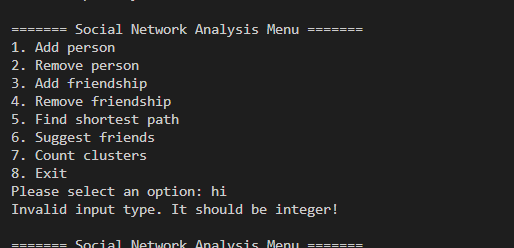 ======= Social Network Analysis Menu =======
1. Add person
2. Remove person
3. Add friendship
4. Remove friendship
5. Find shortest path
6. Suggest friends
7. Count clusters
8. Exit
Please select an option: hi
Invalid input type. It should be integer!
======= Social Network Analysis Menu =======